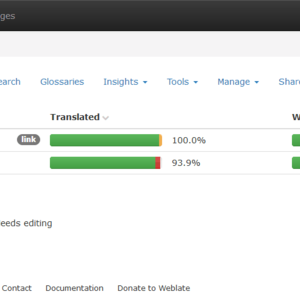 ges
earch Glossaries Insights Tools Manage Shar
Translated W
link 100.0%
93.9%
eeds editing
Contact Documentation Donate to Weblate